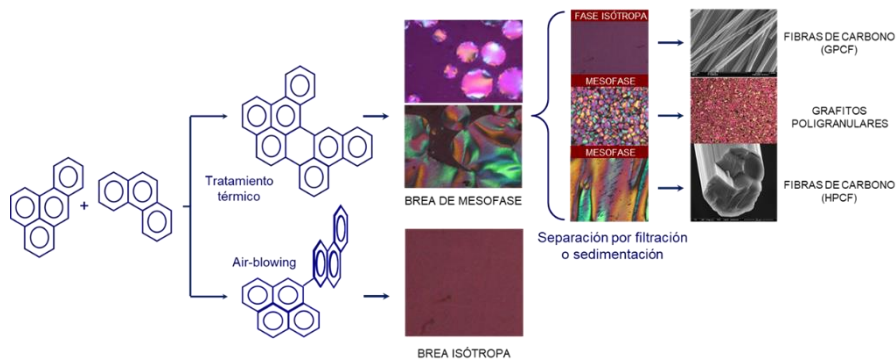 FASE ISÓTROPA
FIBRAS DE CARBONO
(GPCF)
MESOFASE
GRAFITOS
POLIGRANULARES
MESOFASE
FIBRAS DE CARBONO
(HPCF)
+
Tratamiento
térmico
BREA DE MESOFASE
Separación por filtración
o sedimentación
Air-blowing
BREA ISÓTROPA